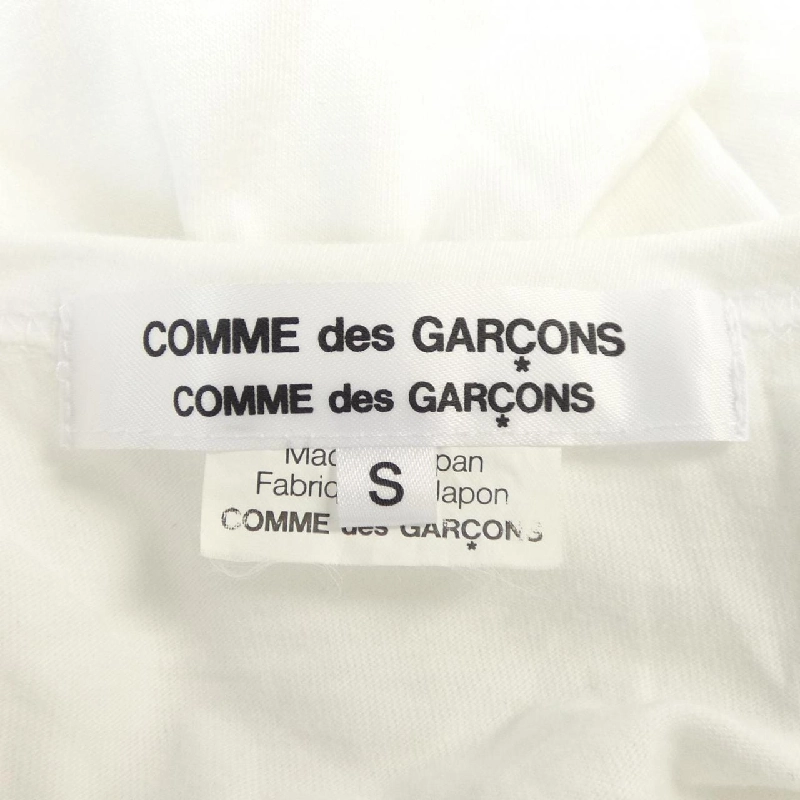 COMME des GARÇONS
COMME des GARÇONS
S
Mac pan
Fabric Japon
COMME des GARÇONS